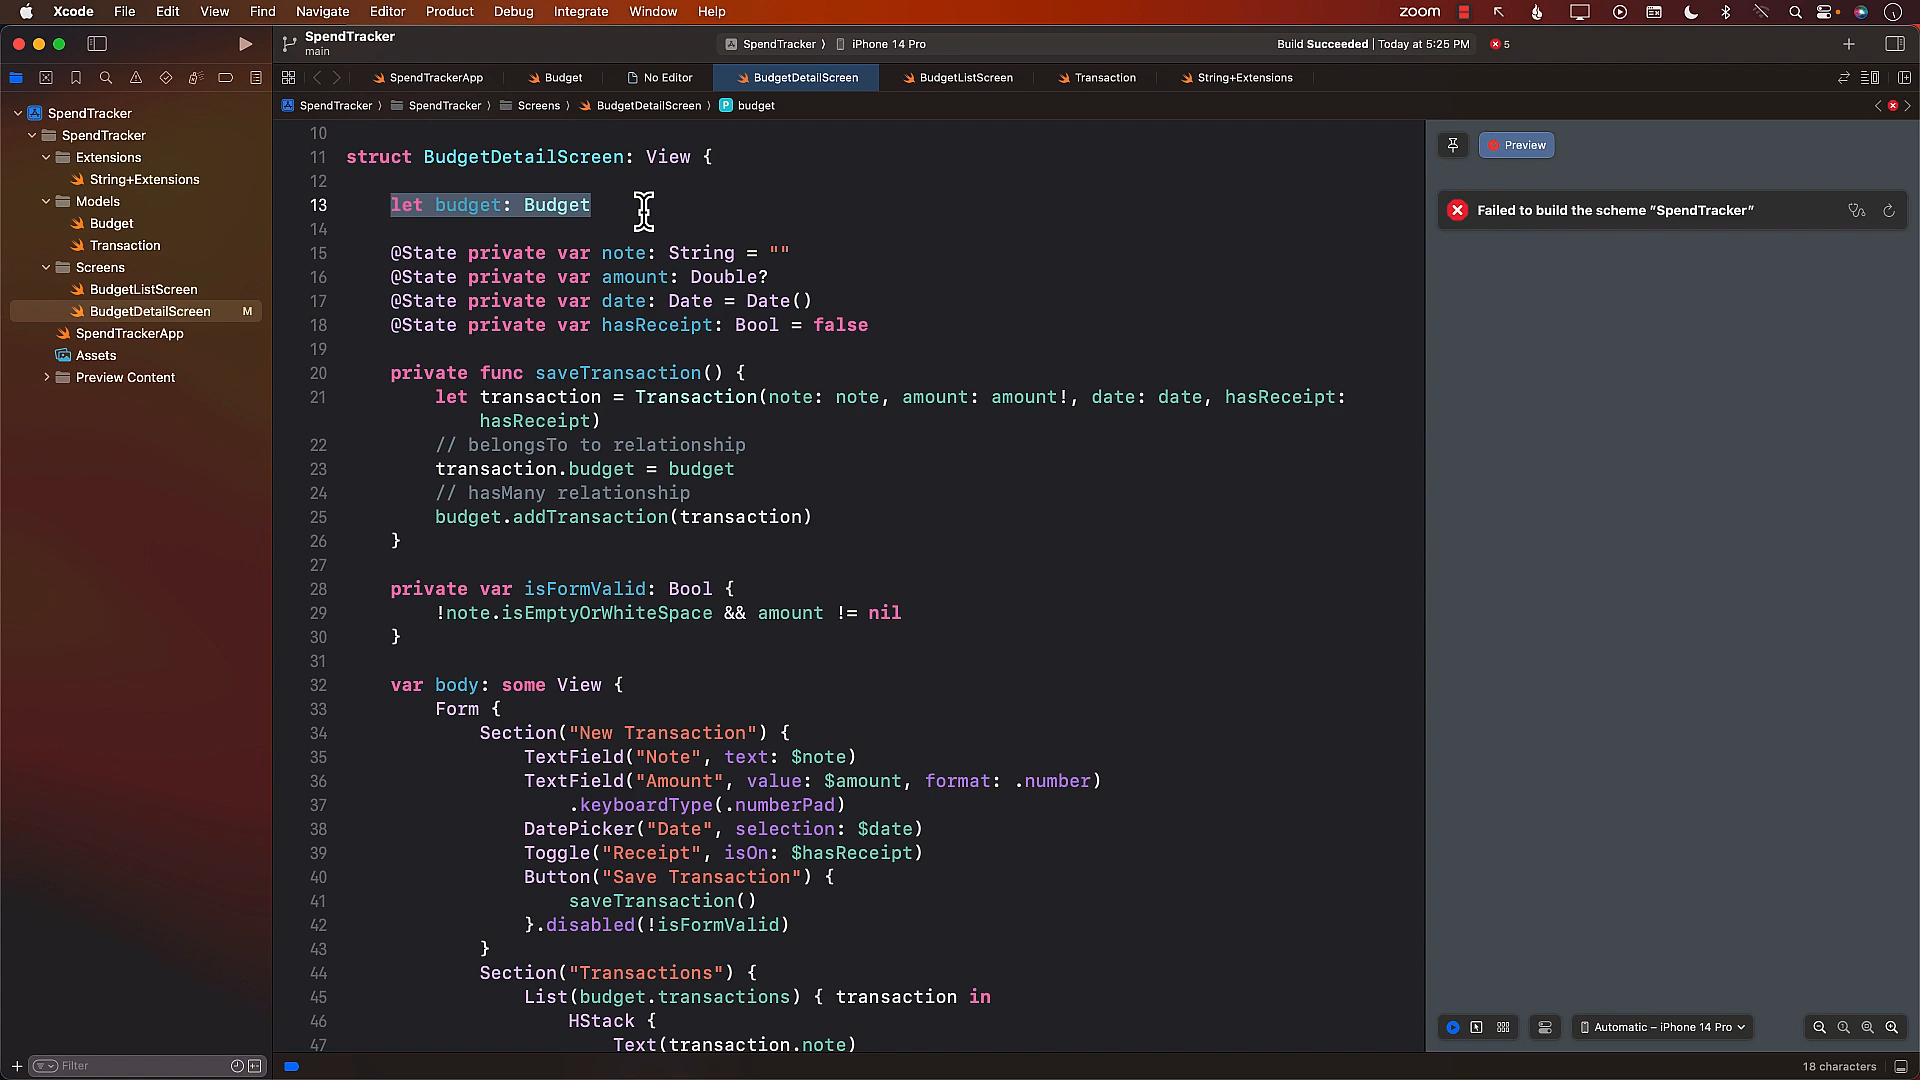 Xcode File Edit View Find Navigate Editor Product Debug Integrate Window Help zoom
SpendTracker
main
SpendTracker 〉 iPhone 14 Pro
Build Succeeded | Today at 5:25 PM
5
SpendTrackerApp Budget No Editor BudgetDetailScreen BudgetListScreen Transaction String+Extensions
SpendTracker 〉 SpendTracker 〉 Screens 〉 BudgetDetailScreen 〉 P budget
SpendTracker
SpendTracker
Extensions
String+Extensions
Models
Budget
Transaction
Screens
BudgetListScreen
BudgetDetailScreen M
SpendTrackerApp
Assets
Preview Content
Filter
10
11 struct BudgetDetailScreen: View {
12
13 let budget: Budget
14
15 @State private var note: String = ""
16 @State private var amount: Double?
17 @State private var date: Date = Date()
18 @State private var hasReceipt: Bool = false
19
20 private func saveTransaction() {
21 let transaction = Transaction(note: note, amount: amount!, date: date, hasReceipt:
hasReceipt)
22 // belongsTo to relationship
23 transaction.budget = budget
24 // hasMany relationship
25 budget.addTransaction(transaction)
26 }
27
28 private var isFormValid: Bool {
29 !note.isEmptyOrWhiteSpace && amount != nil
30 }
31
32 var body: some View {
33 Form {
34 Section("New Transaction") {
35 TextField("Note", text: $note)
36 TextField("Amount", value: $amount, format: .number)
37 .keyboardType(.numberPad)
38 DatePicker("Date", selection: $date)
39 Toggle("Receipt", isOn: $hasReceipt)
40 Button("Save Transaction") {
41 saveTransaction()
42 }.disabled(!isFormValid)
43 }
44 Section("Transactions") {
45 List(budget.transactions) { transaction in
46 HStack {
47 Text(transaction.note)
Preview
Failed to build the scheme "SpendTracker"
Automatic – iPhone 14 Pro
18 characters